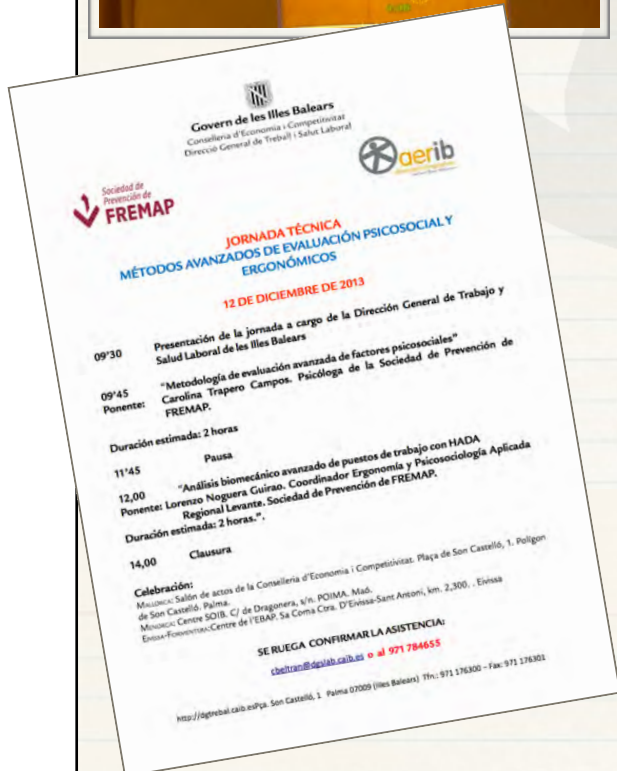 Govern de les Illes Balears
Conselleria d'Economia i Competitivitat
Direcció General de Treball i Salut Laboral
aerib
Sociedad de
Prevención de
FREMAP
JORNADA TÉCNICA
MÉTODOS AVANZADOS DE EVALUACIÓN PSICOSOCIAL Y
ERGONÓMICOS
12 DE DICIEMBRE DE 2013
09'30 Presentación de la jornada a cargo de la Dirección General de Trabajo y
Salud Laboral de les Illes Balears
09'45 "Metodología de evaluación avanzada de factores psicosociales"
Ponente: Carolina Trapero Campos. Psicóloga de la Sociedad de Prevención de
FREMAP.
Duración estimada: 2 horas
11'45 Pausa
12,00 "Análisis biomecánico avanzado de puestos de trabajo con HADA
Ponente: Lorenzo Noguera Guirao. Coordinador Ergonomía y Psicosociología Aplicada
Regional Levante. Sociedad de Prevención de FREMAP.
Duración estimada: 2 horas.".
14,00 Clausura
Celebración:
MALLORCA: Salón de actos de la Conselleria d'Economia i Competitivitat. Plaça de Son Castelló, 1. Polígon
de Son Castelló. Palma.
MENORCA: Centre SOIB. C/ de Dragonera, s/n. POIMA. Maó.
EIVISSA-FORMENTERA: Centre de l'EBAP. Sa Coma Ctra. D'Eivissa-Sant Antoni, km. 2,300. . Eivissa
SE RUEGA CONFIRMAR LA ASISTENCIA:
cbeltran@dgslab.caib.es o al 971 784655
http://dgtrebal.caib.esPça. Son Castelló, 1 Palma 07009 (Illes Balears) Tfn.: 971 176300 – Fax: 971 176301